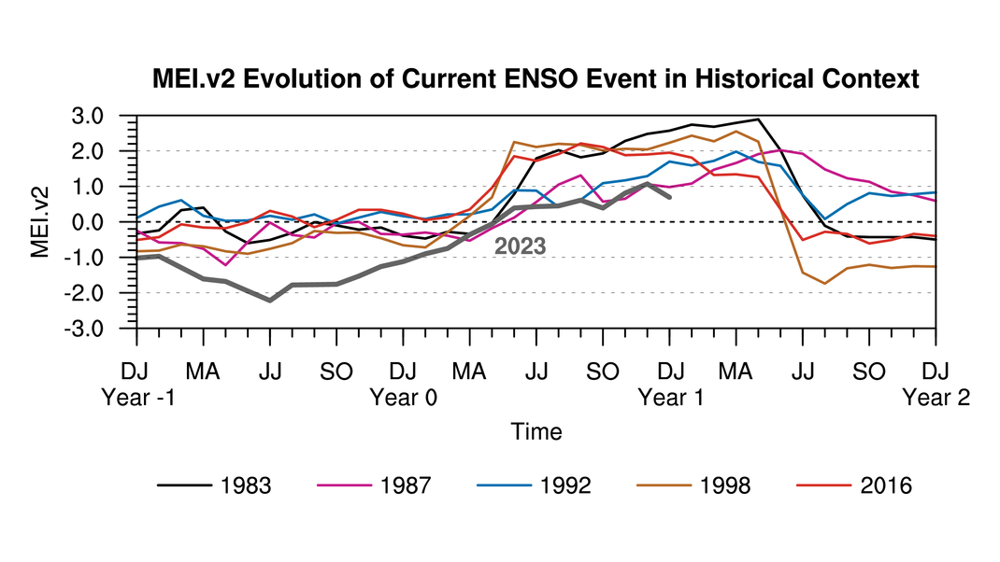 MEI.v2 Evolution of Current ENSO Event in Historical Context
3.0
2.0
1.0
0.0
-1.0
-2.0
-3.0
MEI.v2
2023
DJ MA JJ SO DJ MA JJ SO DJ MA JJ SO DJ
Year -1 Year 0 Year 1 Year 2
Time
1983 1987 1992 1998 2016